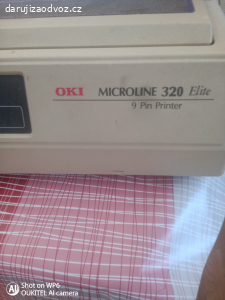 darujizaodvoz.cz
OKI MICROLINE 320 Elite
9 Pin Printer
Shot on WP6
OUKITEL AI camera